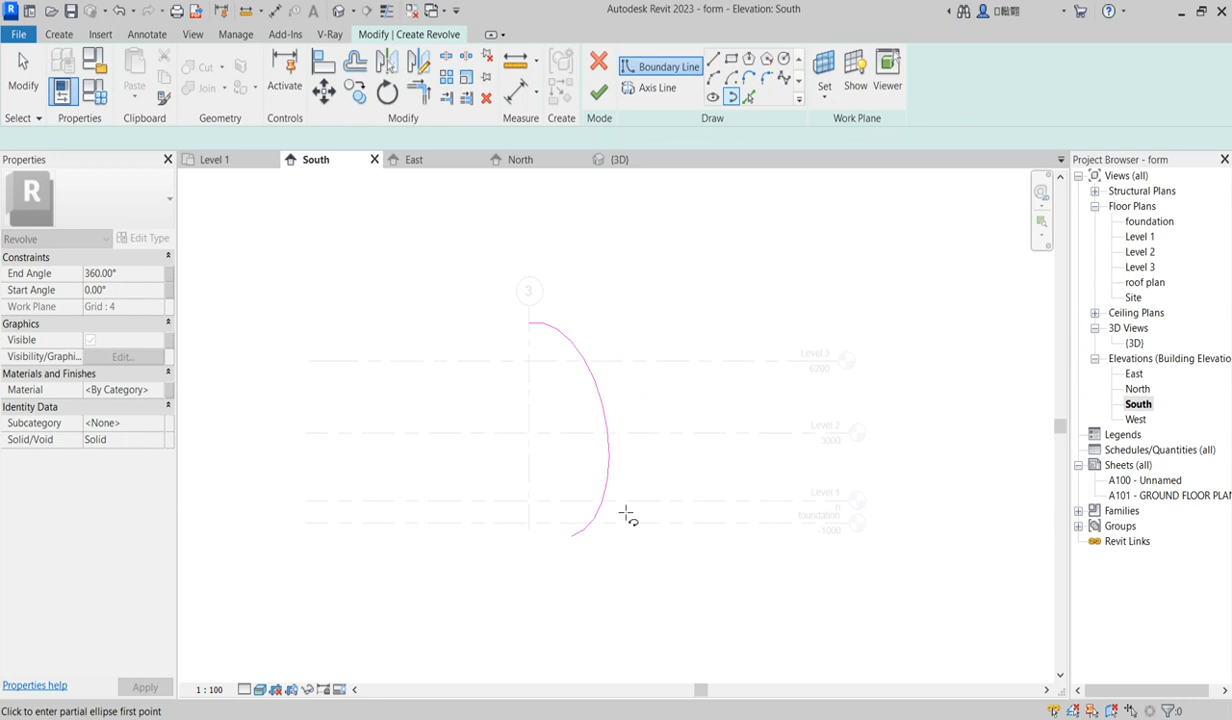 Autodesk Revit 2023 - form - Elevation: South
File Create Insert Annotate View Manage Add-Ins V-Ray Modify | Create Revolve
Modify
Select
Properties
Paste
Clipboard
Cut
Join
Geometry
Activate
Controls
Modify
Measure
Create
Mode
Boundary Line
Axis Line
Draw
Set Show Viewer
Work Plane
Properties
Level 1 South East North {3D}
Project Browser - form
R
Revolve
Edit Type
Constraints
End Angle 360.00°
Start Angle 0.00°
Work Plane Grid : 4
Graphics
Visible
Visibility/Graphi... Edit...
Materials and Finishes
Material <By Category>
Identity Data
Subcategory <None>
Solid/Void Solid
Properties help
Apply
3
Level 3
6200
Level 2
3000
Level 1
foundation
-1000
1 : 100
Views (all)
Structural Plans
Floor Plans
foundation
Level 1
Level 2
Level 3
roof plan
Site
Ceiling Plans
3D Views
{3D}
Elevations (Building Elevatio
East
North
South
West
Legends
Schedules/Quantities (all)
Sheets (all)
A100 - Unnamed
A101 - GROUND FLOOR PLAN
Families
Groups
Revit Links
Click to enter partial ellipse first point
:0